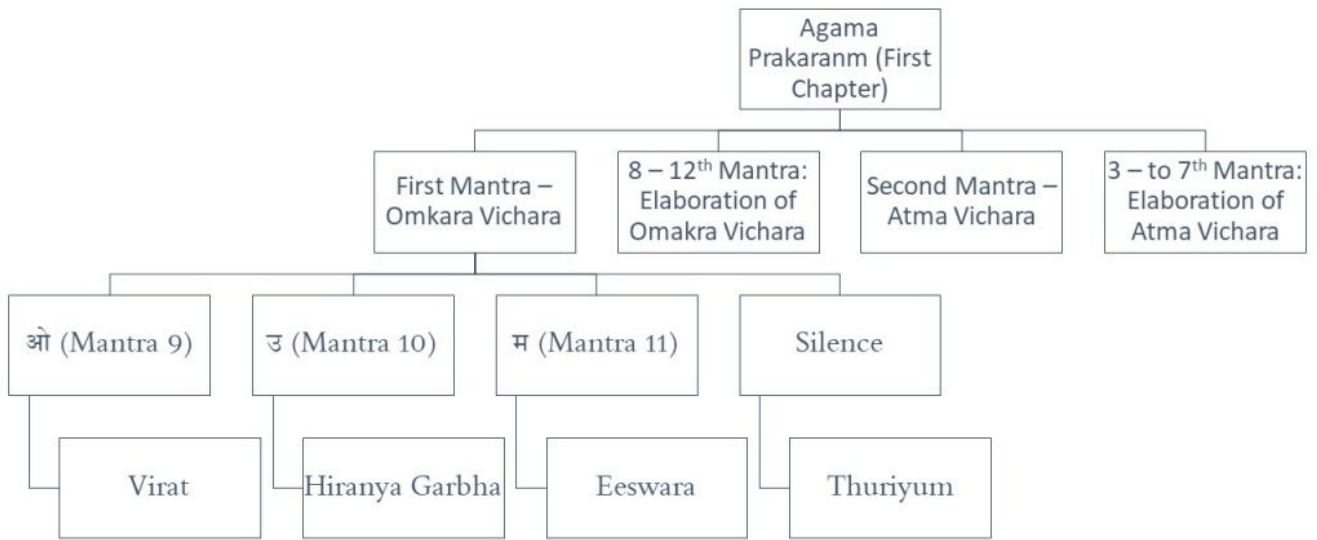 Agama
Prakaranm (First
Chapter)
First Mantra –
Omkara Vichara
8 – 12th Mantra:
Elaboration of
Omakra Vichara
Second Mantra –
Atma Vichara
3 – to 7th Mantra:
Elaboration of
Atma Vichara
ओ (Mantra 9)
उ (Mantra 10)
म (Mantra 11)
Silence
Virat
Hiranya Garbha
Eeswara
Thuriyum